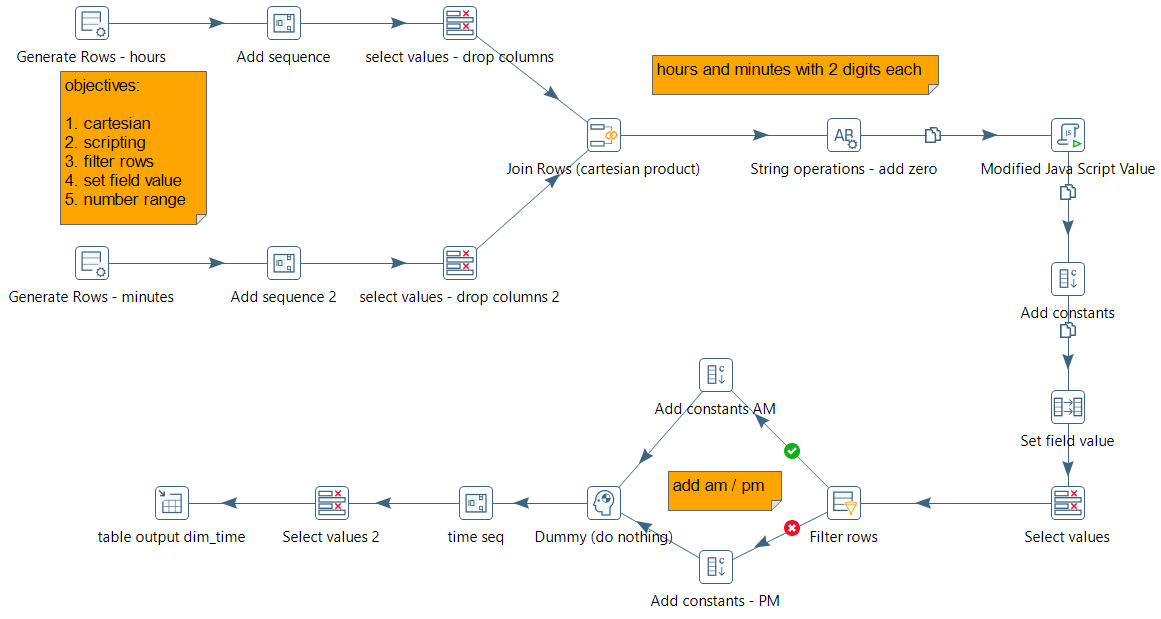 Generate Rows - hours
Add sequence
select values - drop columns
objectives:
1. cartesian
2. scripting
3. filter rows
4. set field value
5. number range
hours and minutes with 2 digits each
Join Rows (cartesian product)
String operations - add zero
Modified Java Script Value
Generate Rows - minutes
Add sequence 2
select values - drop columns 2
Add constants
Add constants AM
Set field value
add am / pm
table output dim_time
Select values 2
time seq
Dummy (do nothing)
Filter rows
Select values
Add constants - PM